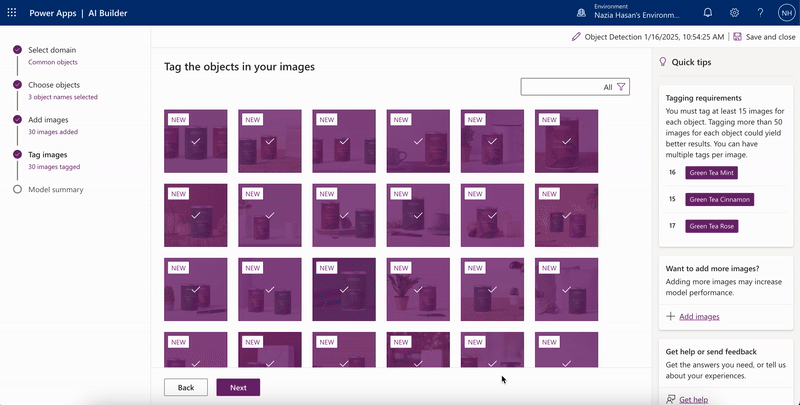 Power Apps | AI Builder
Environment
Nazia Hasan's Environm...
?
NH
Object Detection 1/16/2025, 10:54:25 AM
Save and close
Select domain
Common objects
Choose objects
3 object names selected
Add images
30 images added
Tag images
30 images tagged
Model summary
Tag the objects in your images
All
NEW NEW NEW NEW NEW NEW
NEW NEW NEW NEW NEW NEW
NEW NEW NEW NEW NEW NEW
NEW NEW NEW NEW NEW NEW
Back
Next
Quick tips
Tagging requirements
You must tag at least 15 images for
each object. Tagging more than 50
images for each object could yield
better results. You can have
multiple tags per image.
16 Green Tea Mint
15 Green Tea Cinnamon
17 Green Tea Rose
Want to add more images?
Adding more images may increase
model performance.
Add images
Get help or send feedback
Get the answers you need, or tell us
about your experiences.
Get help